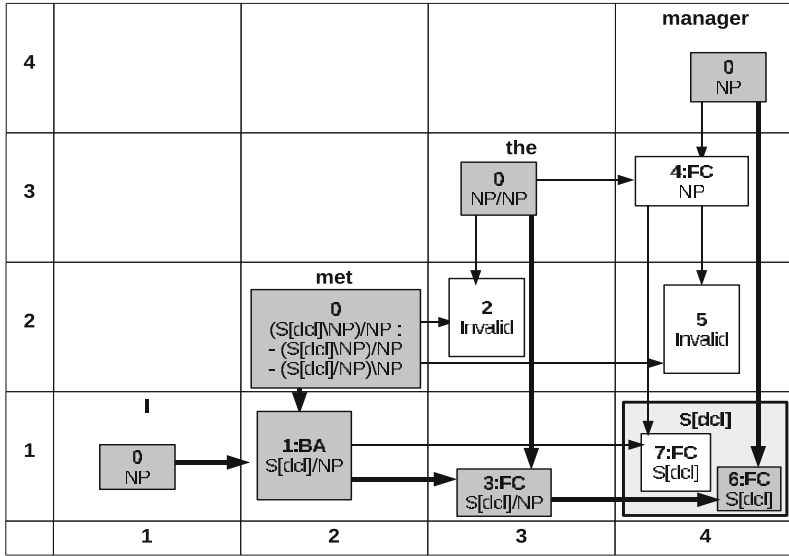 manager
4
0
NP
the
3
0
NP/NP
4:FC
NP
met
2
0
(S[dcl]\NP)/NP :
- (S[dcl]\NP)/NP
- (S[dcl]/NP)\NP
2
Invalid
5
Invalid
I
1
0
NP
1:BA
S[dcl]/NP
3:FC
S[dcl]/NP
S[dcl]
7:FC
S[dcl]
6:FC
S[dcl]
1 2 3 4